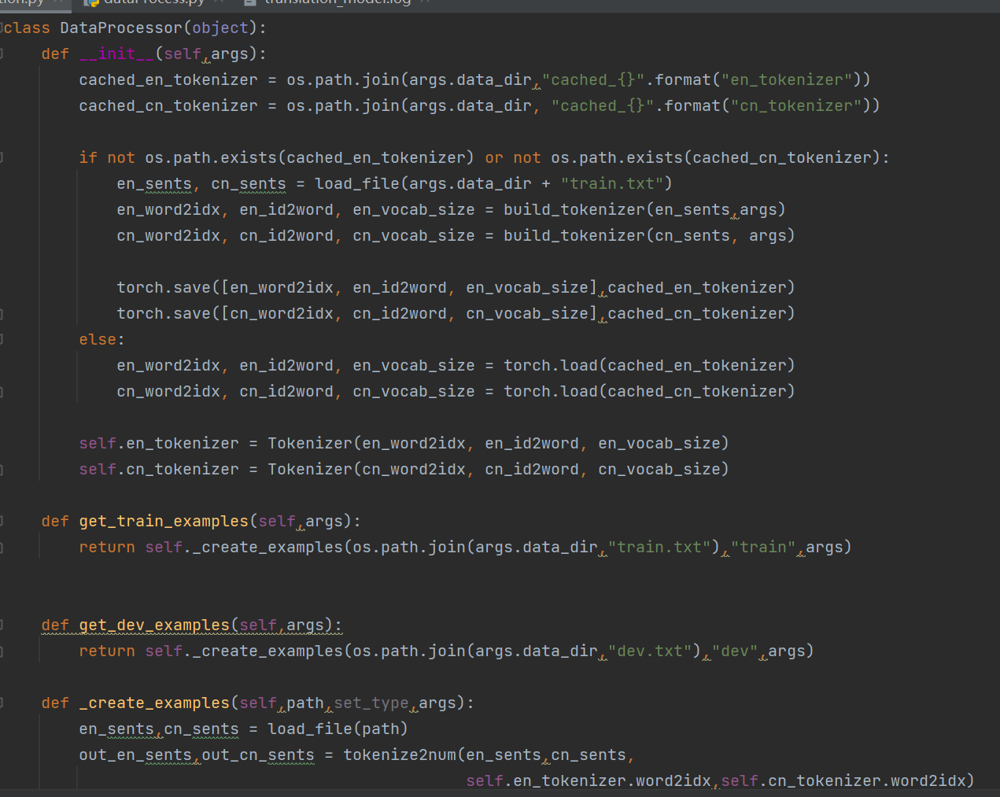 tion.py dataProcess.py translation_model.log
class DataProcessor(object):
    def __init__(self,args):
        cached_en_tokenizer = os.path.join(args.data_dir,"cached_{}".format("en_tokenizer"))
        cached_cn_tokenizer = os.path.join(args.data_dir, "cached_{}".format("cn_tokenizer"))
        if not os.path.exists(cached_en_tokenizer) or not os.path.exists(cached_cn_tokenizer):
            en_sents, cn_sents = load_file(args.data_dir + "train.txt")
            en_word2idx, en_id2word, en_vocab_size = build_tokenizer(en_sents,args)
            cn_word2idx, cn_id2word, cn_vocab_size = build_tokenizer(cn_sents, args)
            torch.save([en_word2idx, en_id2word, en_vocab_size],cached_en_tokenizer)
            torch.save([cn_word2idx, cn_id2word, cn_vocab_size],cached_cn_tokenizer)
        else:
            en_word2idx, en_id2word, en_vocab_size = torch.load(cached_en_tokenizer)
            cn_word2idx, cn_id2word, cn_vocab_size = torch.load(cached_cn_tokenizer)
        self.en_tokenizer = Tokenizer(en_word2idx, en_id2word, en_vocab_size)
        self.cn_tokenizer = Tokenizer(cn_word2idx, cn_id2word, cn_vocab_size)
    def get_train_examples(self,args):
        return self._create_examples(os.path.join(args.data_dir,"train.txt"),"train",args)
    def get_dev_examples(self,args):
        return self._create_examples(os.path.join(args.data_dir,"dev.txt"),"dev",args)
    def _create_examples(self,path,set_type,args):
        en_sents,cn_sents = load_file(path)
        out_en_sents,out_cn_sents = tokenize2num(en_sents,cn_sents,
                                                 self.en_tokenizer.word2idx,self.cn_tokenizer.word2idx)